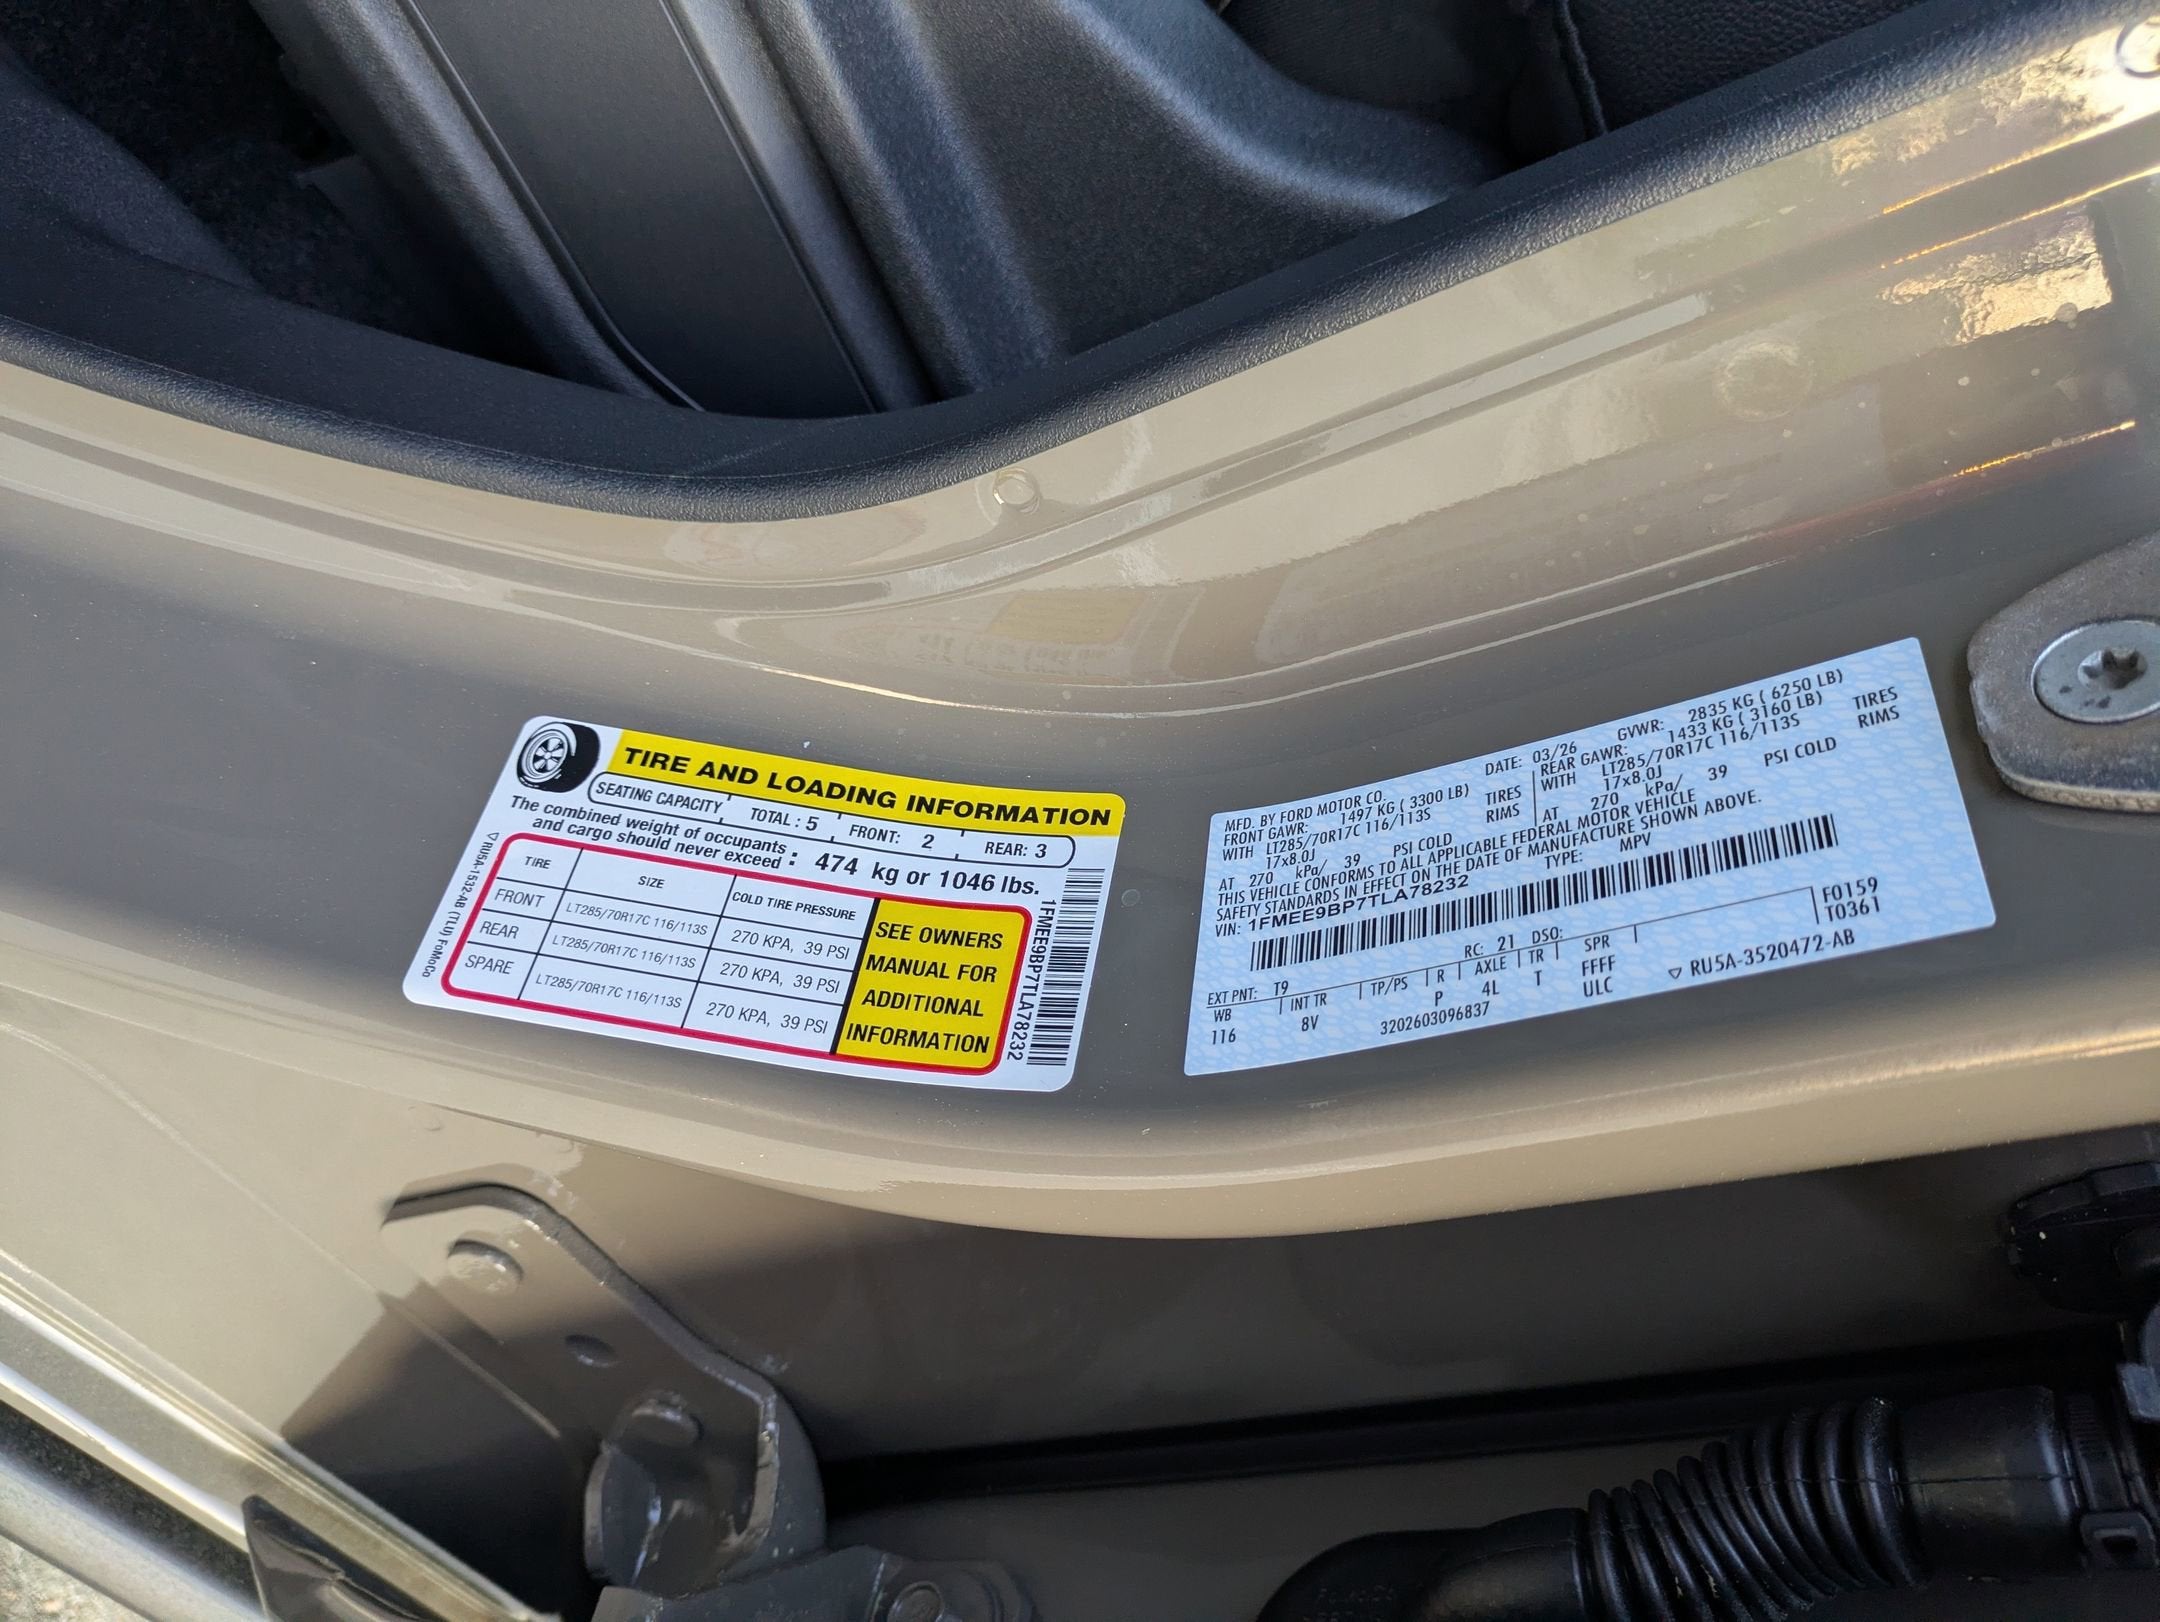 TIRE AND LOADING INFORMATION
SEATING CAPACITY TOTAL : 5 FRONT: 2 REAR: 3
The combined weight of occupants
and cargo should never exceed : 474 kg or 1046 lbs.
TIRE SIZE COLD TIRE PRESSURE
FRONT LT285/70R17C 116/113S 270 KPA, 39 PSI
REAR LT285/70R17C 116/113S 270 KPA, 39 PSI
SPARE LT285/70R17C 116/113S 270 KPA, 39 PSI
SEE OWNERS
MANUAL FOR
ADDITIONAL
INFORMATION
RU5A-1532-AB (TLU) FoMoCo
1FMEE9BP7TLA78232
MFD. BY FORD MOTOR CO. DATE: 03/26 GVWR: 2835 KG ( 6250 LB)
FRONT GAWR: 1497 KG ( 3300 LB) REAR GAWR: 1433 KG ( 3160 LB)
WITH LT285/70R17C 116/113S TIRES WITH LT285/70R17C 116/113S TIRES
17x8.0J RIMS 17x8.0J RIMS
AT 270 kPa/ 39 PSI COLD AT 270 kPa/ 39 PSI COLD
THIS VEHICLE CONFORMS TO ALL APPLICABLE FEDERAL MOTOR VEHICLE
SAFETY STANDARDS IN EFFECT ON THE DATE OF MANUFACTURE SHOWN ABOVE.
VIN: 1FMEE9BP7TLA78232 TYPE: MPV
F0159
T0361
EXT PNT: T9 RC: 21 DSO:
WB INT TR TP/PS R AXLE TR SPR
116 8V P 4L T FFFF
ULC
3202603096837
RU5A-3520472-AB